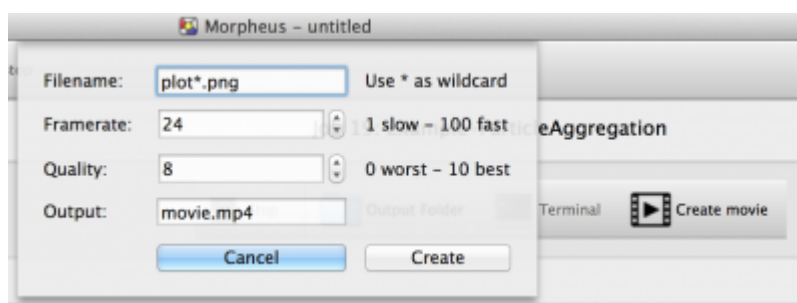 Morpheus – untitled
Filename: plot*.png Use * as wildcard
Framerate: 24 1 slow – 100 fast
eAggregation
Quality: 8 0 worst – 10 best
Output: movie.mp4
Output Folder Terminal Create movie
Cancel Create